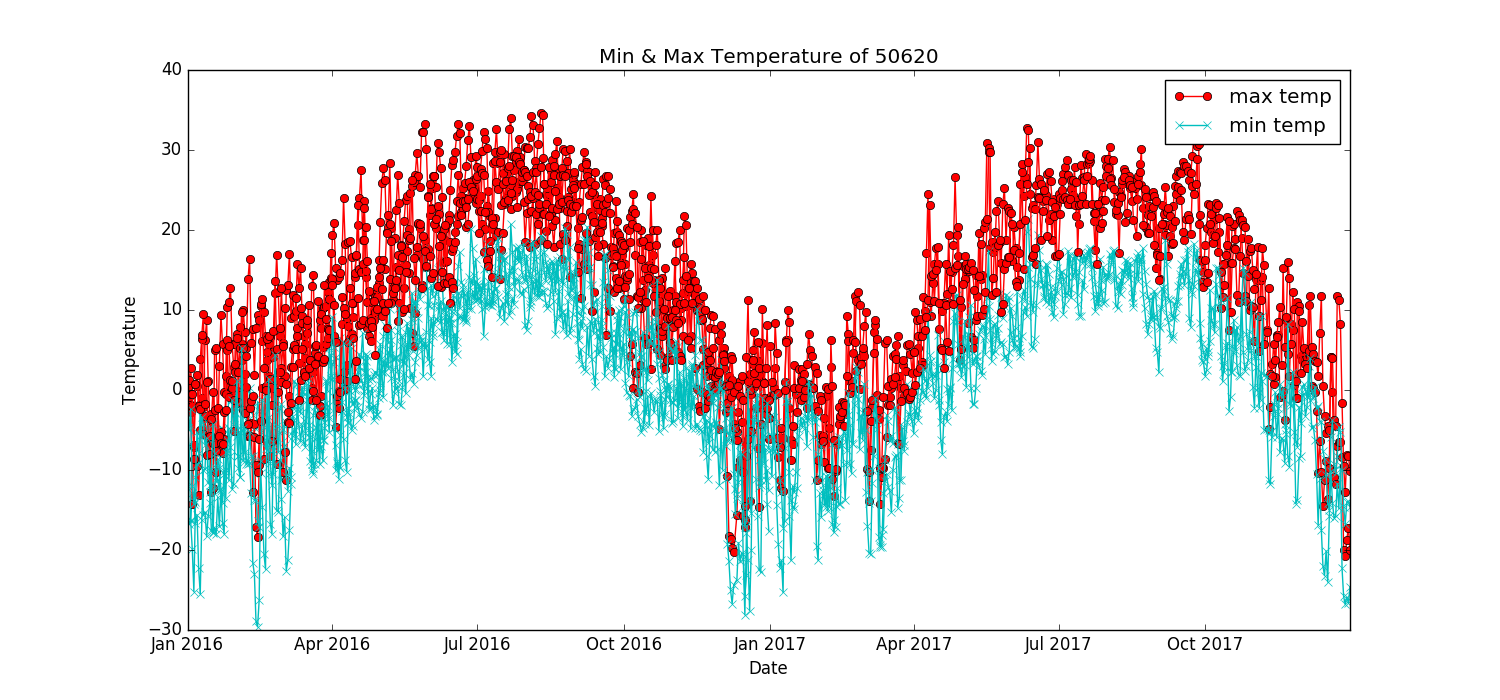 Min & Max Temperature of 50620
max temp
min temp
40
30
20
10
0
−10
−20
−30
Temperature
Jan 2016 Apr 2016 Jul 2016 Oct 2016 Jan 2017 Apr 2017 Jul 2017 Oct 2017
Date